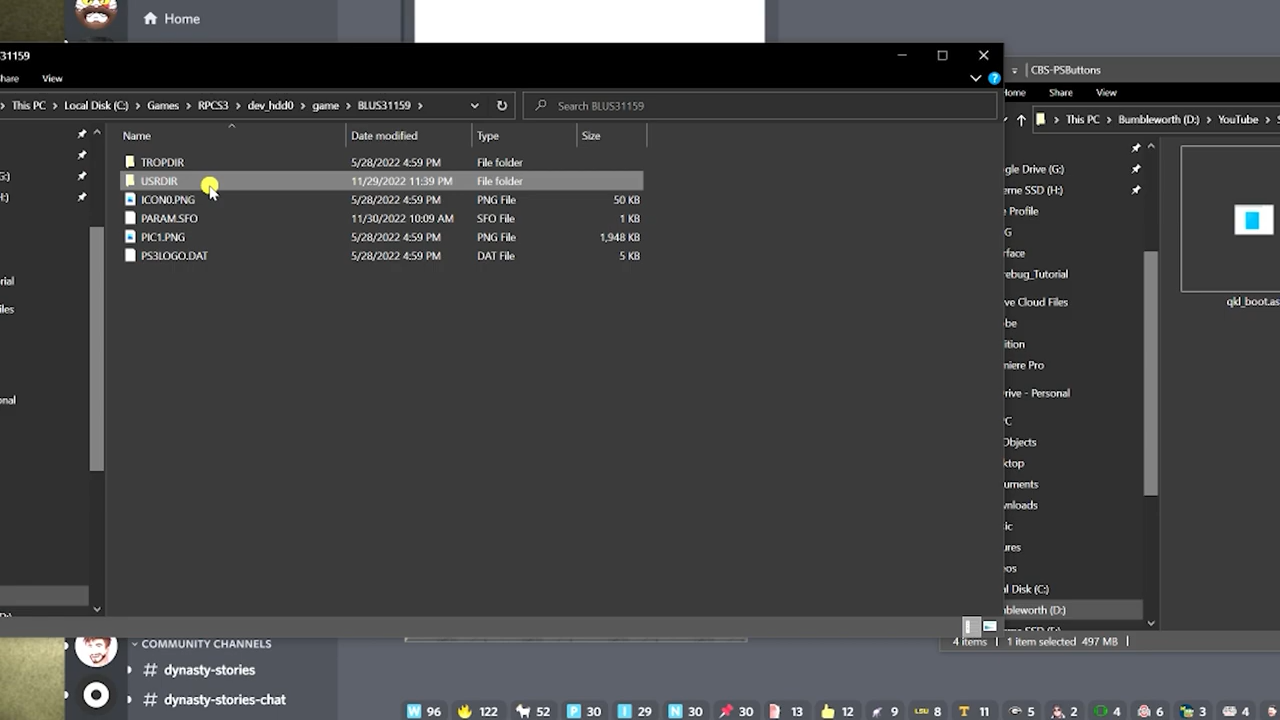 Home
S31159
Share View
This PC > Local Disk (C:) > Games > RPCS3 > dev_hdd0 > game > BLUS31159 >
Search BLUS31159
Name Date modified Type Size
TROPDIR 5/28/2022 4:59 PM File folder
USRDIR 11/29/2022 11:39 PM File folder
ICON0.PNG 5/28/2022 4:59 PM PNG File 50 KB
PARAM.SFO 11/30/2022 10:09 AM SFO File 1 KB
PIC1.PNG 5/28/2022 4:59 PM PNG File 1,948 KB
PS3LOGO.DAT 5/28/2022 4:59 PM DAT File 5 KB
CBS-PSButtons
Home Share View
This PC > Bumbleworth (D:) > YouTube >
gle Drive (G:)
eme SSD (H:)
e Profile
rface
rebug_Tutorial
ve Cloud Files
be
ition
miere Pro
rive - Personal
Objects
ktop
uments
wnloads
ures
l Disk (C:)
bleworth (D:)
qld_boot.as
4 items 1 item selected 497 MB
COMMUNITY CHANNELS
# dynasty-stories
# dynasty-stories-chat
W 96 122 52 P 30 I 29 N 30 30 13 12 9 LSU 8 T 11 5 2 4 6 3 4